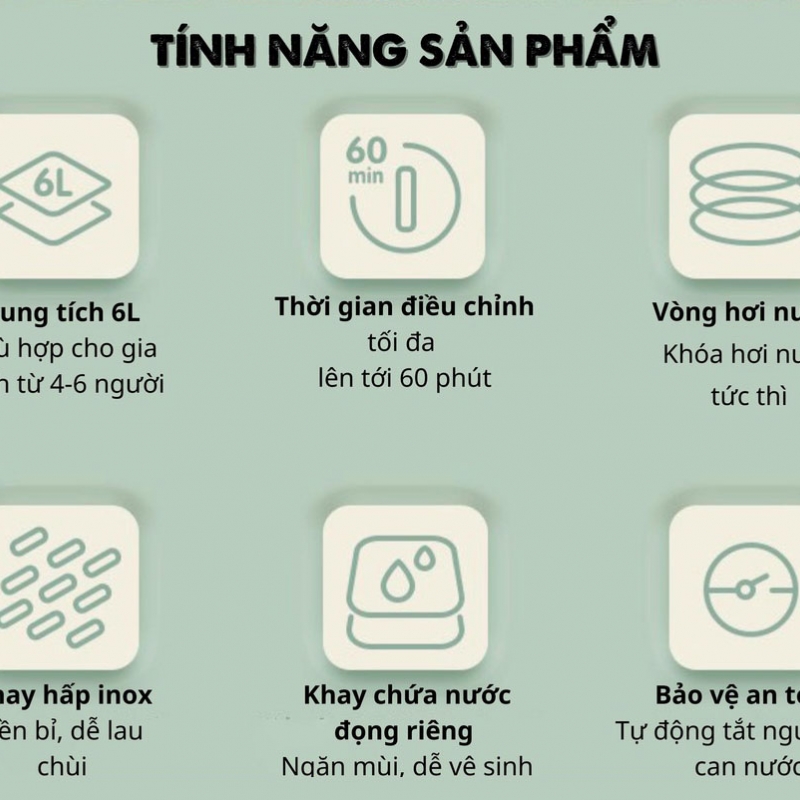 TÍNH NĂNG SẢN PHẨM
6L
60
min
ung tích 6L
ù hợp cho gia
n từ 4-6 người
Thời gian điều chỉnh
tối đa
lên tới 60 phút
Vòng hơi nư
Khóa hơi nư
tức thì
hay hấp inox
ền bỉ, dễ lau
chùi
Khay chứa nước
đọng riêng
Ngăn mùi, dễ vệ sinh
Bảo vệ an to
Tự động tắt ngu
cạn nước